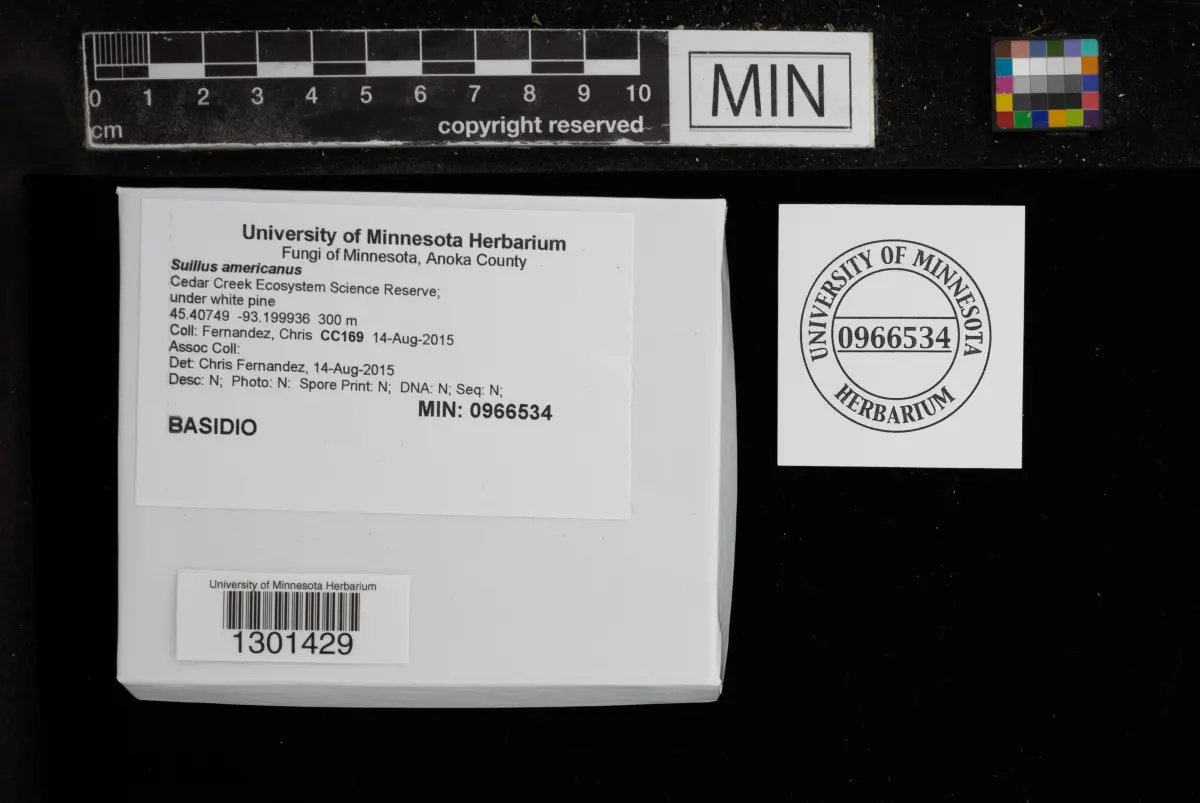 0 1 2 3 4 5 6 7 8 9 10
cm
copyright reserved
MIN
University of Minnesota Herbarium
Fungi of Minnesota, Anoka County
Suillus americanus
Cedar Creek Ecosystem Science Reserve;
under white pine
45.40749 -93.199936 300 m
Coll: Fernandez, Chris CC169 14-Aug-2015
Assoc Coll:
Det: Chris Fernandez, 14-Aug-2015
Desc: N; Photo: N: Spore Print: N; DNA: N; Seq: N;
MIN: 0966534
BASIDIO
University of Minnesota Herbarium
1301429
UNIVERSITY OF MINNESOTA
0966534
HERBARIUM